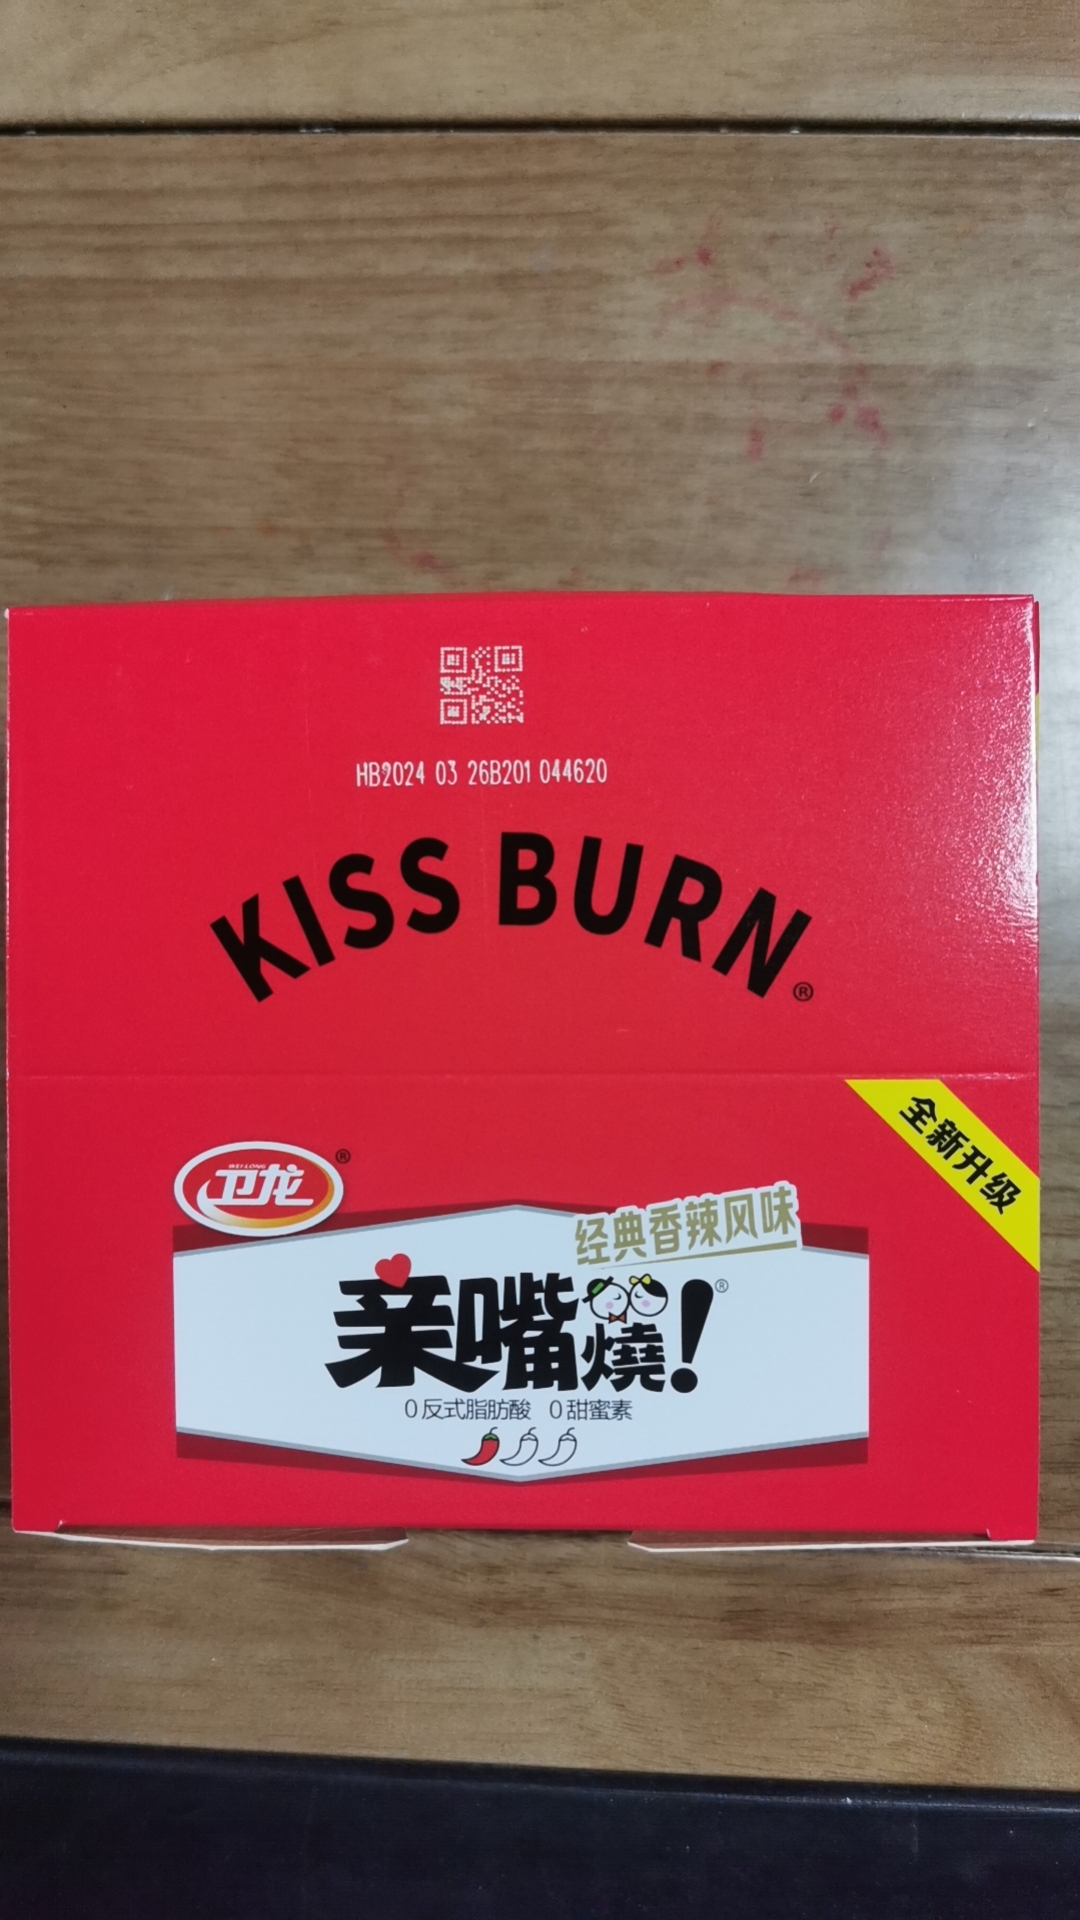 HB2024 03 26B201 044620
KISS BURN®
全新升级
WEI LONG
卫龙®
经典香辣风味
亲嘴燒!®
0反式脂肪酸 0甜蜜素